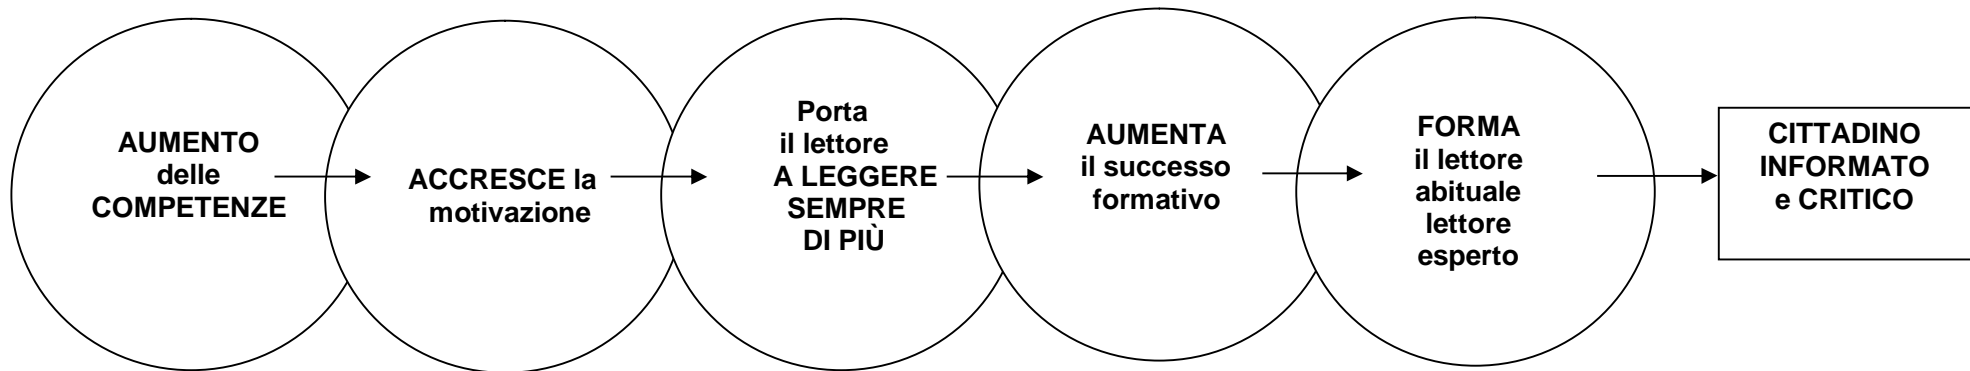 AUMENTO
delle
COMPETENZE
ACCRESCE la
motivazione
Porta
il lettore
A LEGGERE
SEMPRE
DI PIÙ
AUMENTA
il successo
formativo
FORMA
il lettore
abituale
lettore
esperto
CITTADINO
INFORMATO
e CRITICO